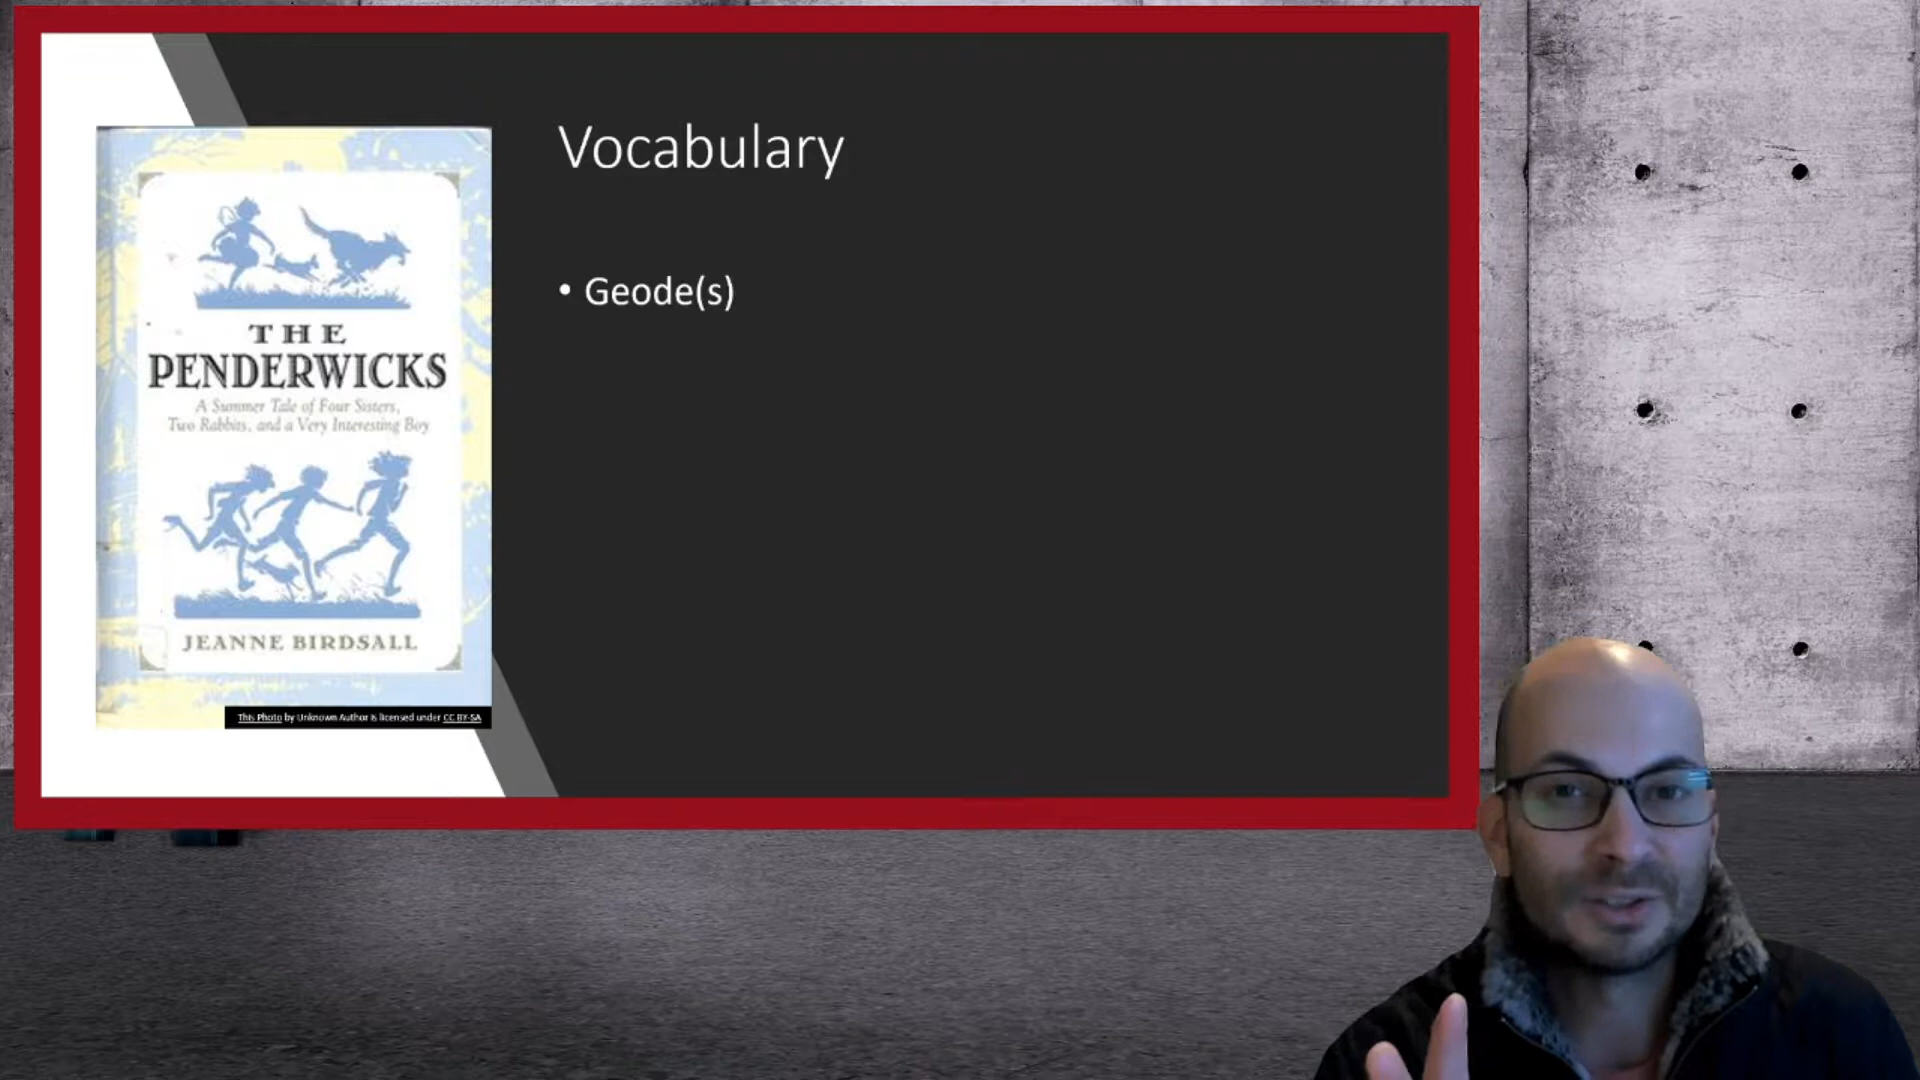 Vocabulary
• Geode(s)
THE
PENDERWICKS
A Summer Tale of Four Sisters,
Two Rabbits, and a Very Interesting Boy
JEANNE BIRDSALL
This Photo by Unknown Author is licensed under CC BY-SA